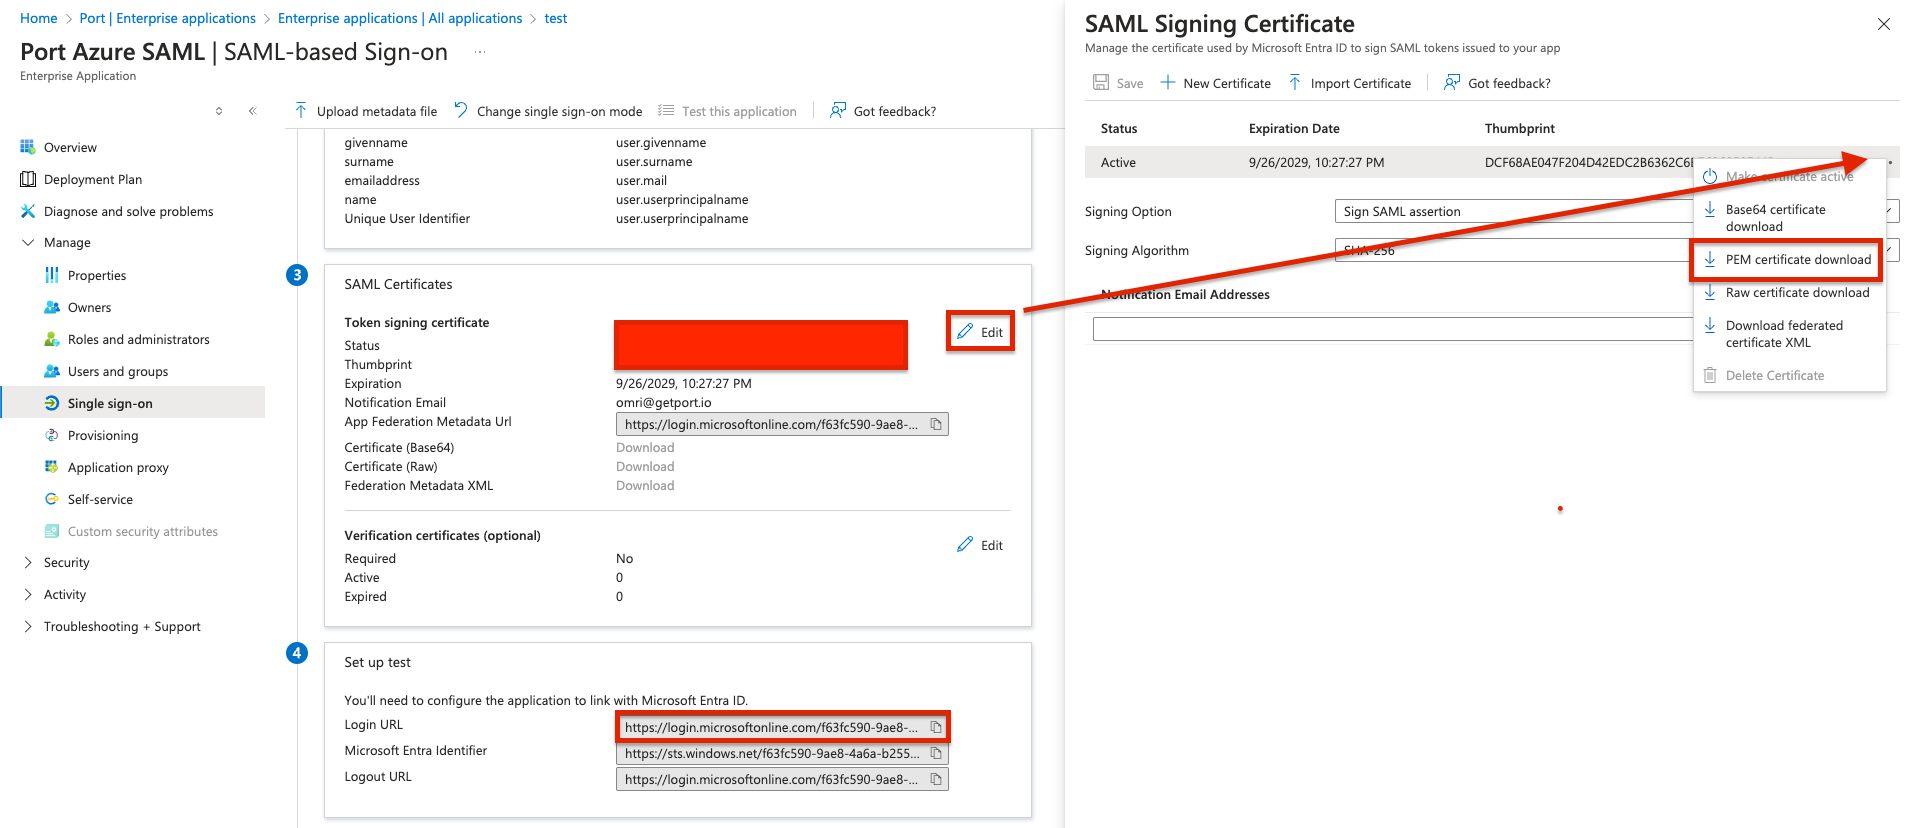 Home > Port | Enterprise applications > Enterprise applications | All applications > test
Port Azure SAML | SAML-based Sign-on ...
Enterprise Application
Upload metadata file
Change single sign-on mode
Test this application
Got feedback?
Overview
Deployment Plan
Diagnose and solve problems
Manage
Properties
Owners
Roles and administrators
Users and groups
Single sign-on
Provisioning
Application proxy
Self-service
Custom security attributes
Security
Activity
Troubleshooting + Support
givenname user.givenname
surname user.surname
emailaddress user.mail
name user.userprincipalname
Unique User Identifier user.userprincipalname
3
SAML Certificates
Token signing certificate
Edit
Status
Thumbprint
Expiration 9/26/2029, 10:27:27 PM
Notification Email omri@getport.io
App Federation Metadata Url https://login.microsoftonline.com/f63fc590-9ae8-...
Certificate (Base64) Download
Certificate (Raw) Download
Federation Metadata XML Download
Verification certificates (optional)
Edit
Required No
Active 0
Expired 0
4
Set up test
You'll need to configure the application to link with Microsoft Entra ID.
Login URL https://login.microsoftonline.com/f63fc590-9ae8-...
Microsoft Entra Identifier https://sts.windows.net/f63fc590-9ae8-4a6a-b255...
Logout URL https://login.microsoftonline.com/f63fc590-9ae8-...
SAML Signing Certificate
Manage the certificate used by Microsoft Entra ID to sign SAML tokens issued to your app
Save
New Certificate
Import Certificate
Got feedback?
Status Expiration Date Thumbprint
Active 9/26/2029, 10:27:27 PM
Signing Option Sign SAML assertion
Signing Algorithm SHA-256
Notification Email Addresses
Make certificate active
Base64 certificate
download
PEM certificate download
Raw certificate download
Download federated
certificate XML
Delete Certificate